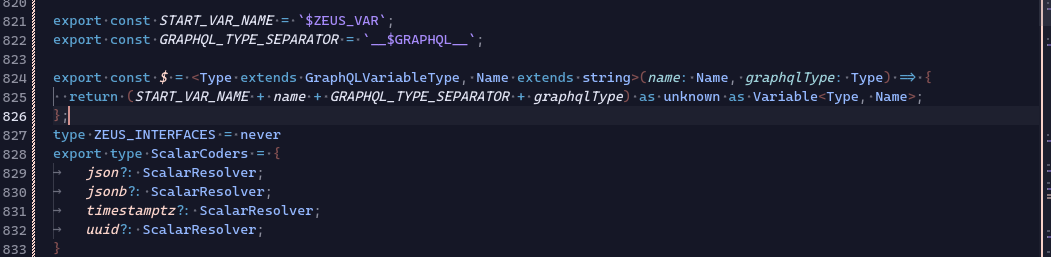 820
821 export const START_VAR_NAME = `$ZEUS_VAR`;
822 export const GRAPHQL_TYPE_SEPARATOR = `__$GRAPHQL__`;
823
824 export const $ = <Type extends GraphQLVariableType, Name extends string>(name: Name, graphqlType: Type) => {
825   return (START_VAR_NAME + name + GRAPHQL_TYPE_SEPARATOR + graphqlType) as unknown as Variable<Type, Name>;
826 };
827 type ZEUS_INTERFACES = never
828 export type ScalarCoders = {
829 	json?: ScalarResolver;
830 	jsonb?: ScalarResolver;
831 	timestamptz?: ScalarResolver;
832 	uuid?: ScalarResolver;
833 }